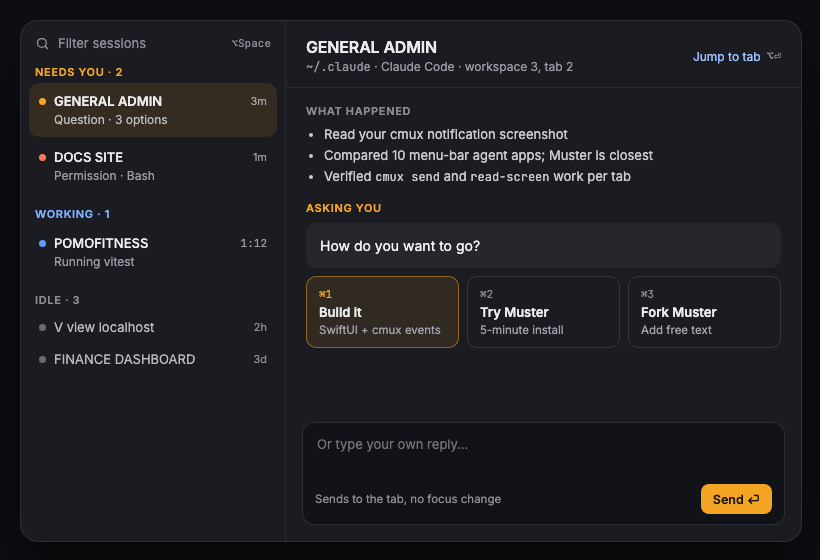 Filter sessions ⌥Space
NEEDS YOU · 2
GENERAL ADMIN 3m
Question · 3 options
DOCS SITE 1m
Permission · Bash
WORKING · 1
POMOFITNESS 1:12
Running vitest
IDLE · 3
V view localhost 2h
FINANCE DASHBOARD 3d
GENERAL ADMIN
~/.claude · Claude Code · workspace 3, tab 2
Jump to tab ⌥⏎
WHAT HAPPENED
• Read your cmux notification screenshot
• Compared 10 menu-bar agent apps; Muster is closest
• Verified cmux send and read-screen work per tab
ASKING YOU
How do you want to go?
⌘1
Build it
SwiftUI + cmux events
⌘2
Try Muster
5-minute install
⌘3
Fork Muster
Add free text
Or type your own reply...
Sends to the tab, no focus change
Send ⏎